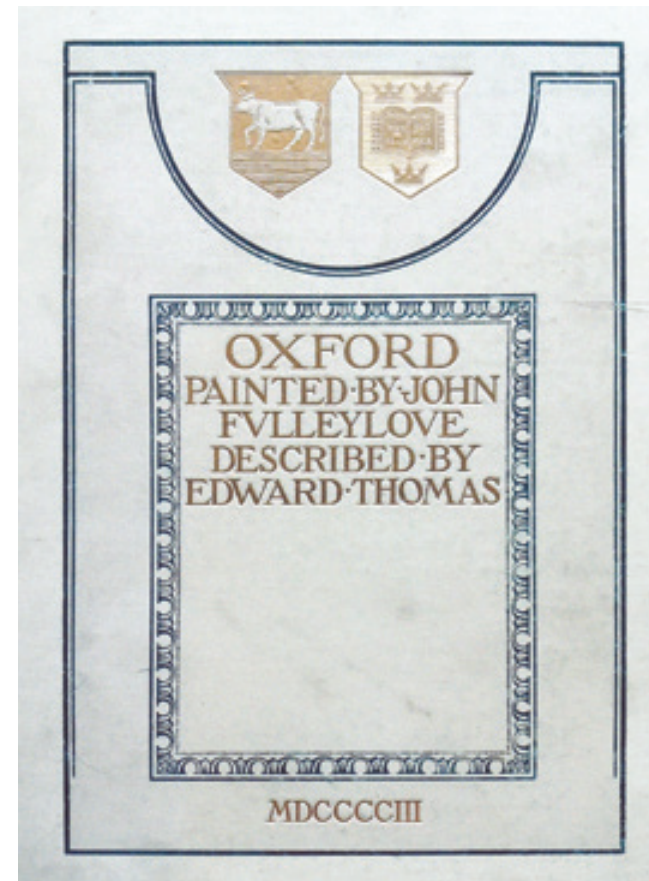 OXFORD
PAINTED·BY·JOHN
FVLLEYLOVE
DESCRIBED·BY
EDWARD·THOMAS
MDCCCCIII